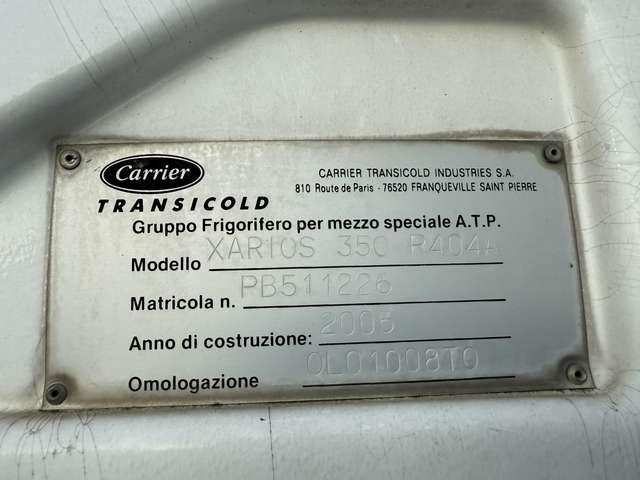 Carrier
TRANSICOLD
CARRIER TRANSICOLD INDUSTRIES S.A.
810 Route de Paris - 76520 FRANQUEVILLE SAINT PIERRE
Gruppo Frigorifero per mezzo speciale A.T.P.
Modello XARIOS 350 R404A
Matricola n. PB511226
Anno di costruzione:
Omologazione OL01008T0